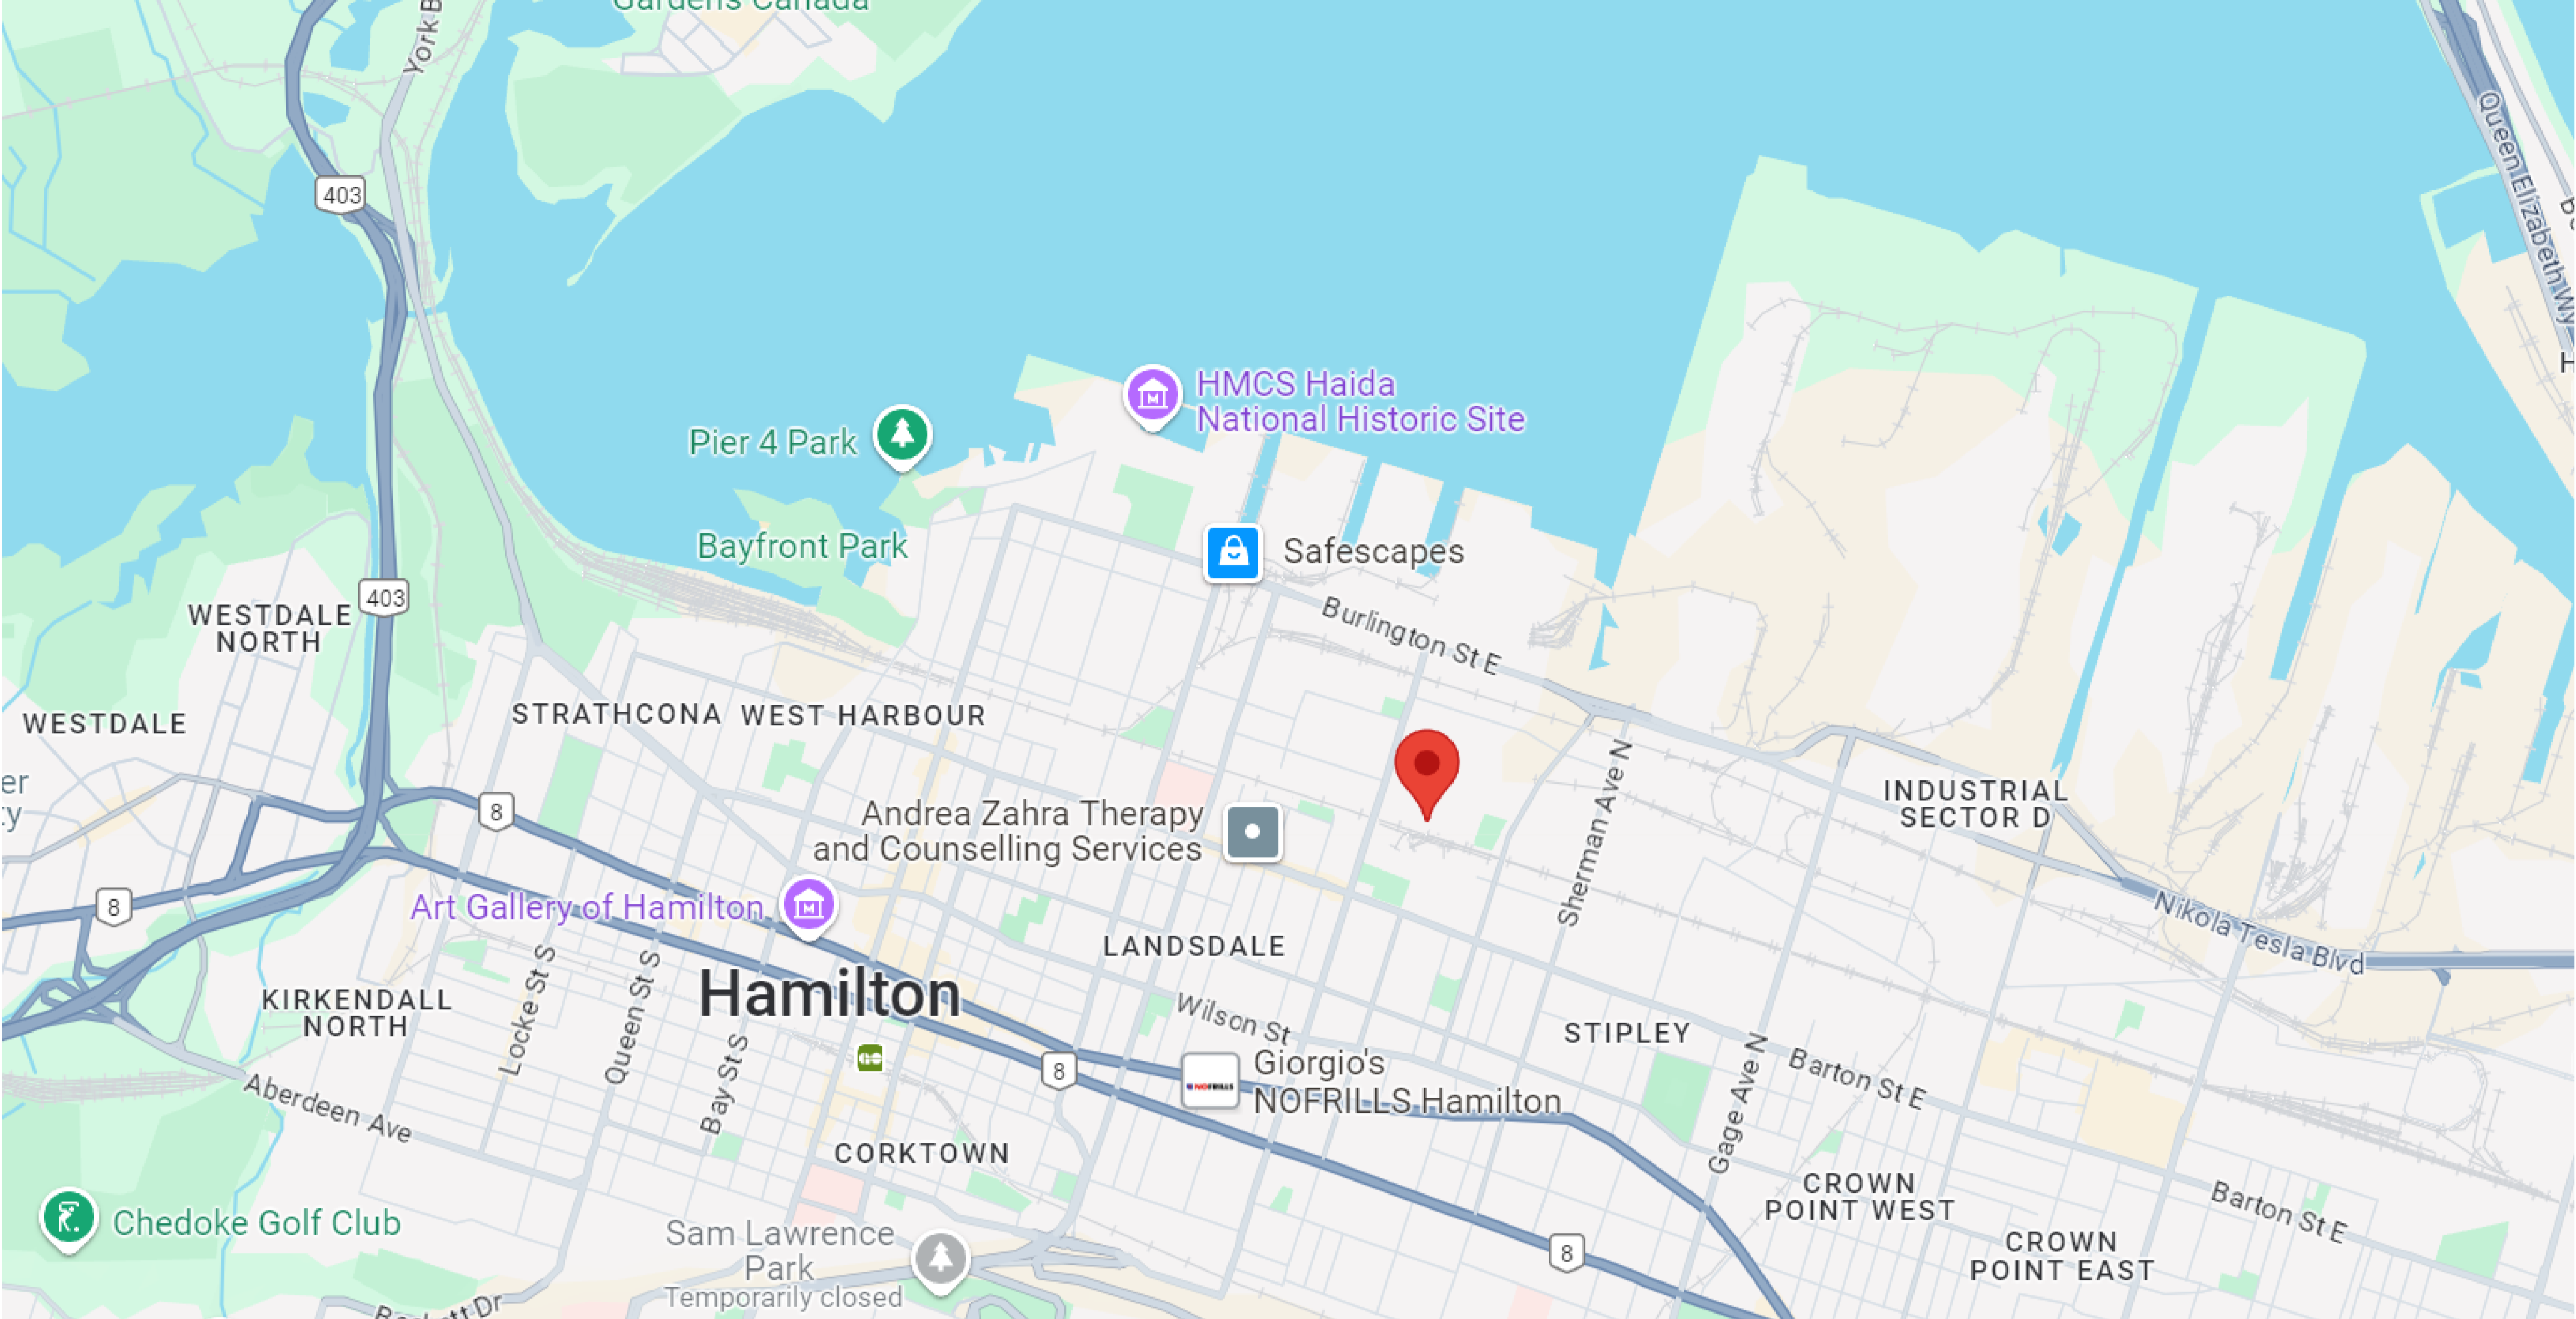 Gardens Canada
York B
403
Queen Elizabeth Wy
HMCS Haida
National Historic Site
Pier 4 Park
Bayfront Park
Safescapes
Burlington St E
403
WESTDALE
NORTH
WESTDALE
STRATHCONA
WEST HARBOUR
er
ty
8
Andrea Zahra Therapy
and Counselling Services
Sherman Ave N
INDUSTRIAL
SECTOR D
Nikola Tesla Blvd
8
Art Gallery of Hamilton
LANDSDALE
Hamilton
KIRKENDALL
NORTH
Locke St S
Queen St S
Bay St S
Wilson St
STIPLEY
GO
8
NOFRILLS
Giorgio's
NOFRILLS Hamilton
Gage Ave N
Barton St E
Aberdeen Ave
CORKTOWN
CROWN
POINT WEST
Barton St E
Chedoke Golf Club
Sam Lawrence
Park
Temporarily closed
8
CROWN
POINT EAST